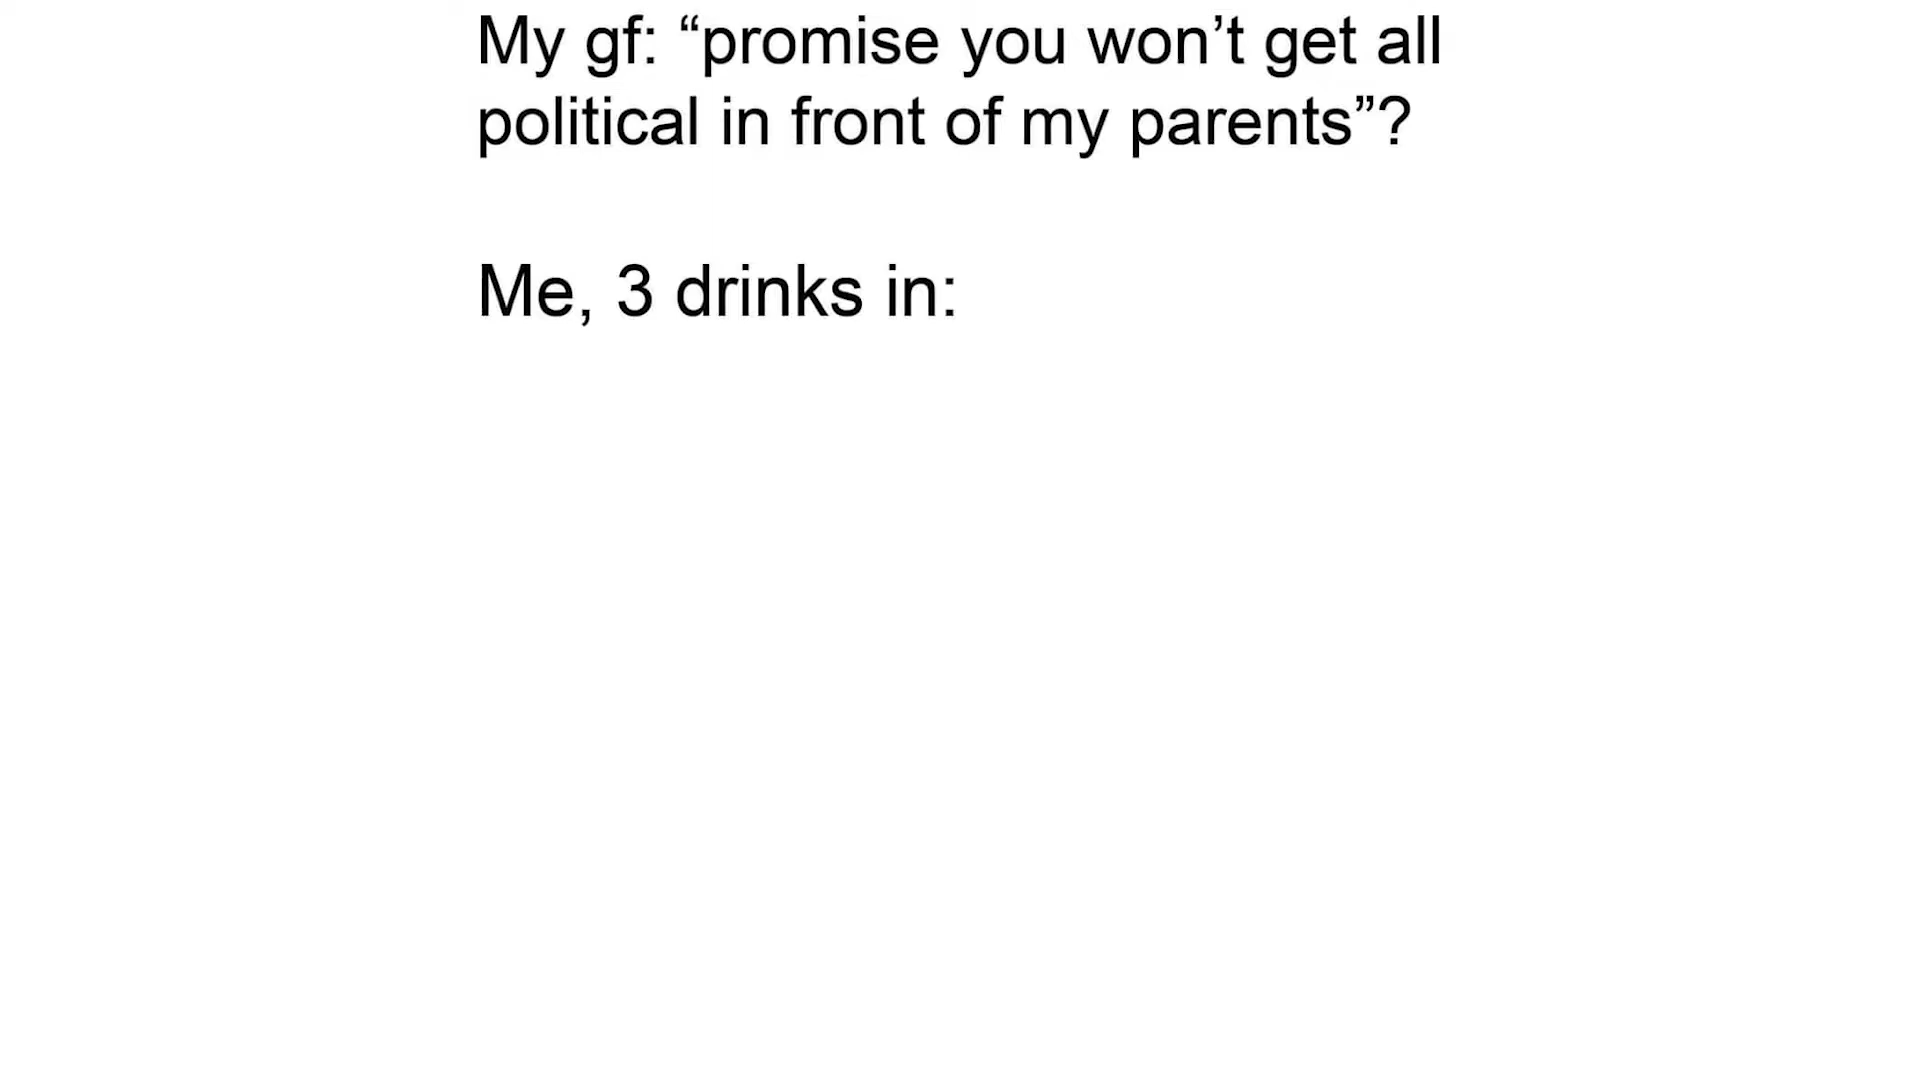 My gf: “promise you won’t get all
political in front of my parents”?
Me, 3 drinks in: